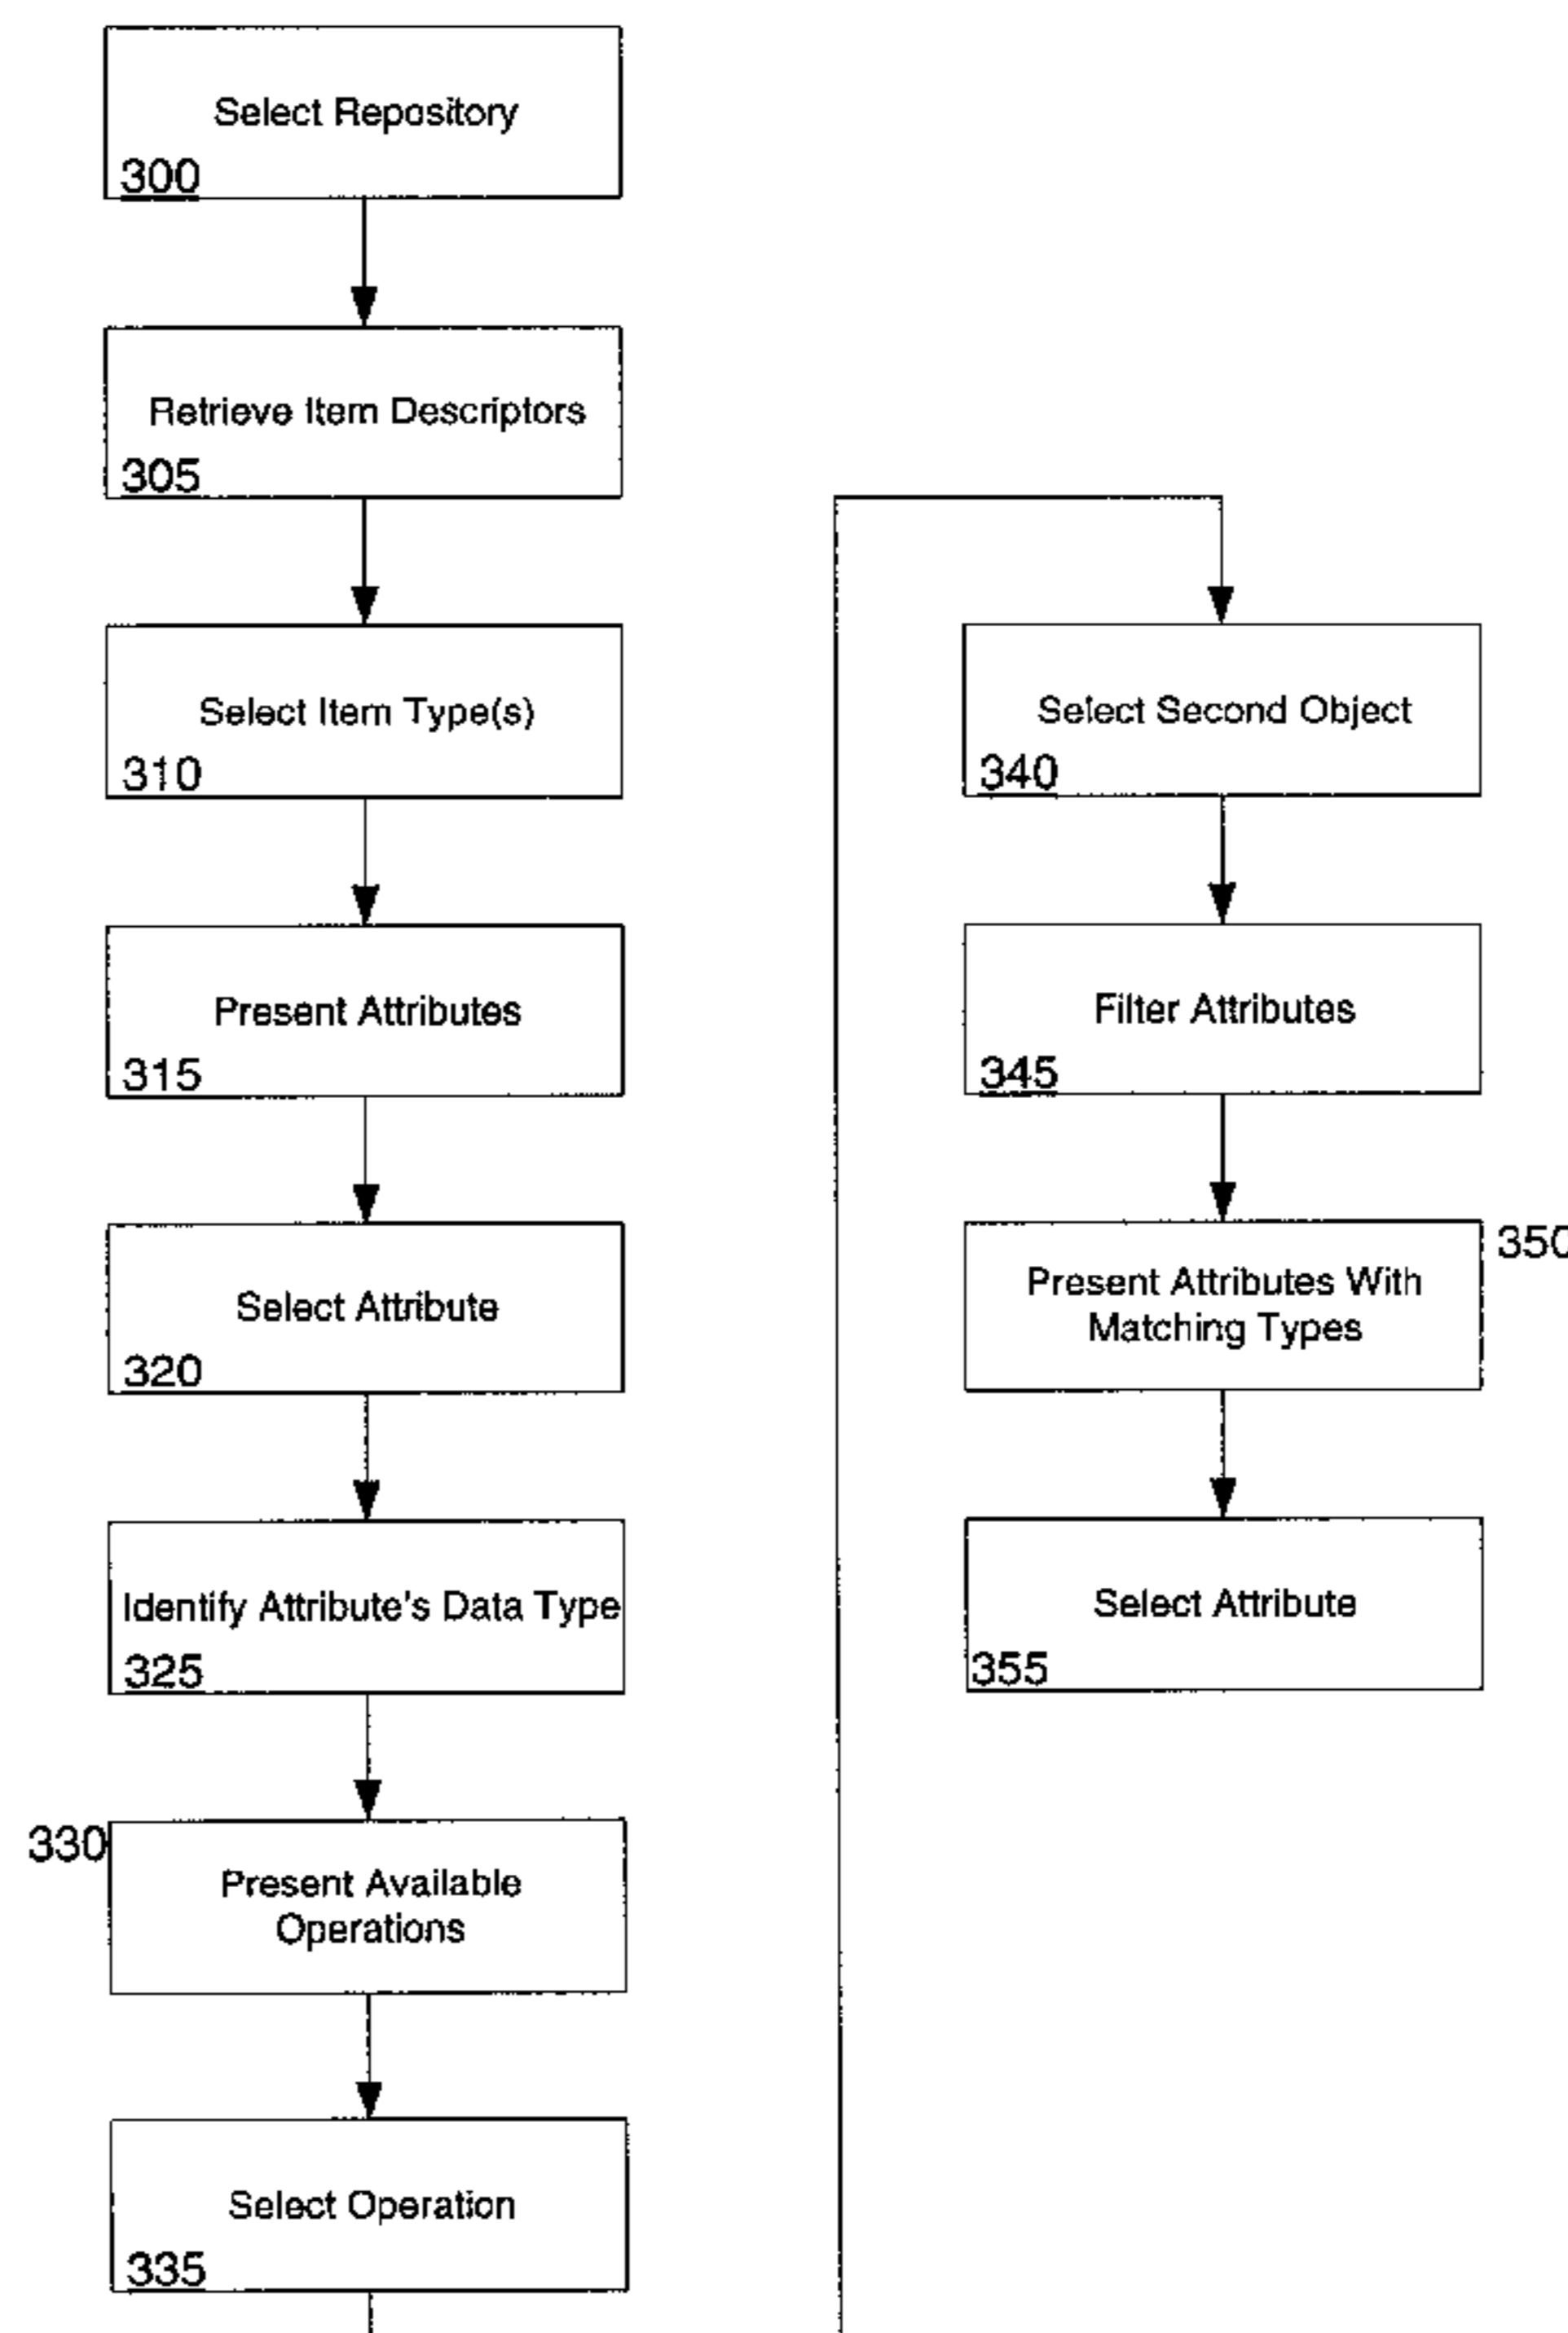 Select Repository
300
Retrieve Item Descriptors
305
Select Item Type(s)
310
Present Attributes
315
Select Attribute
320
Identify Attribute's Data Type
325
330
Present Available
Operations
Select Operation
335
Select Second Object
340
Filter Attributes
345
350
Present Attributes With
Matching Types
Select Attribute
355